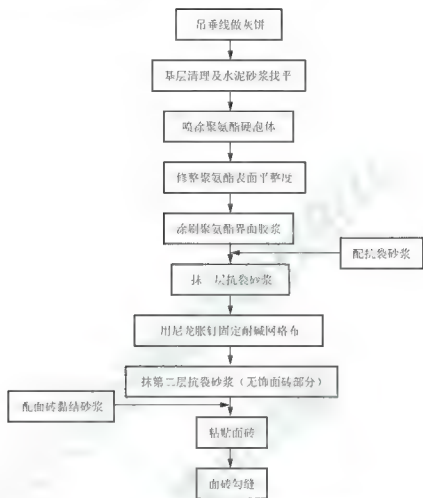 吊垂线做灰饼
基层清理及水泥砂浆找平
喷涂聚氨酯硬泡体
修整聚氨酯表面平整度
涂刷聚氨酯界面胶浆
配抗裂砂浆
抹一层抗裂砂浆
用尼龙胀钉固定耐碱网格布
抹第二层抗裂砂浆（无饰面砖部分）
配面砖黏结砂浆
粘贴面砖
面砖勾缝